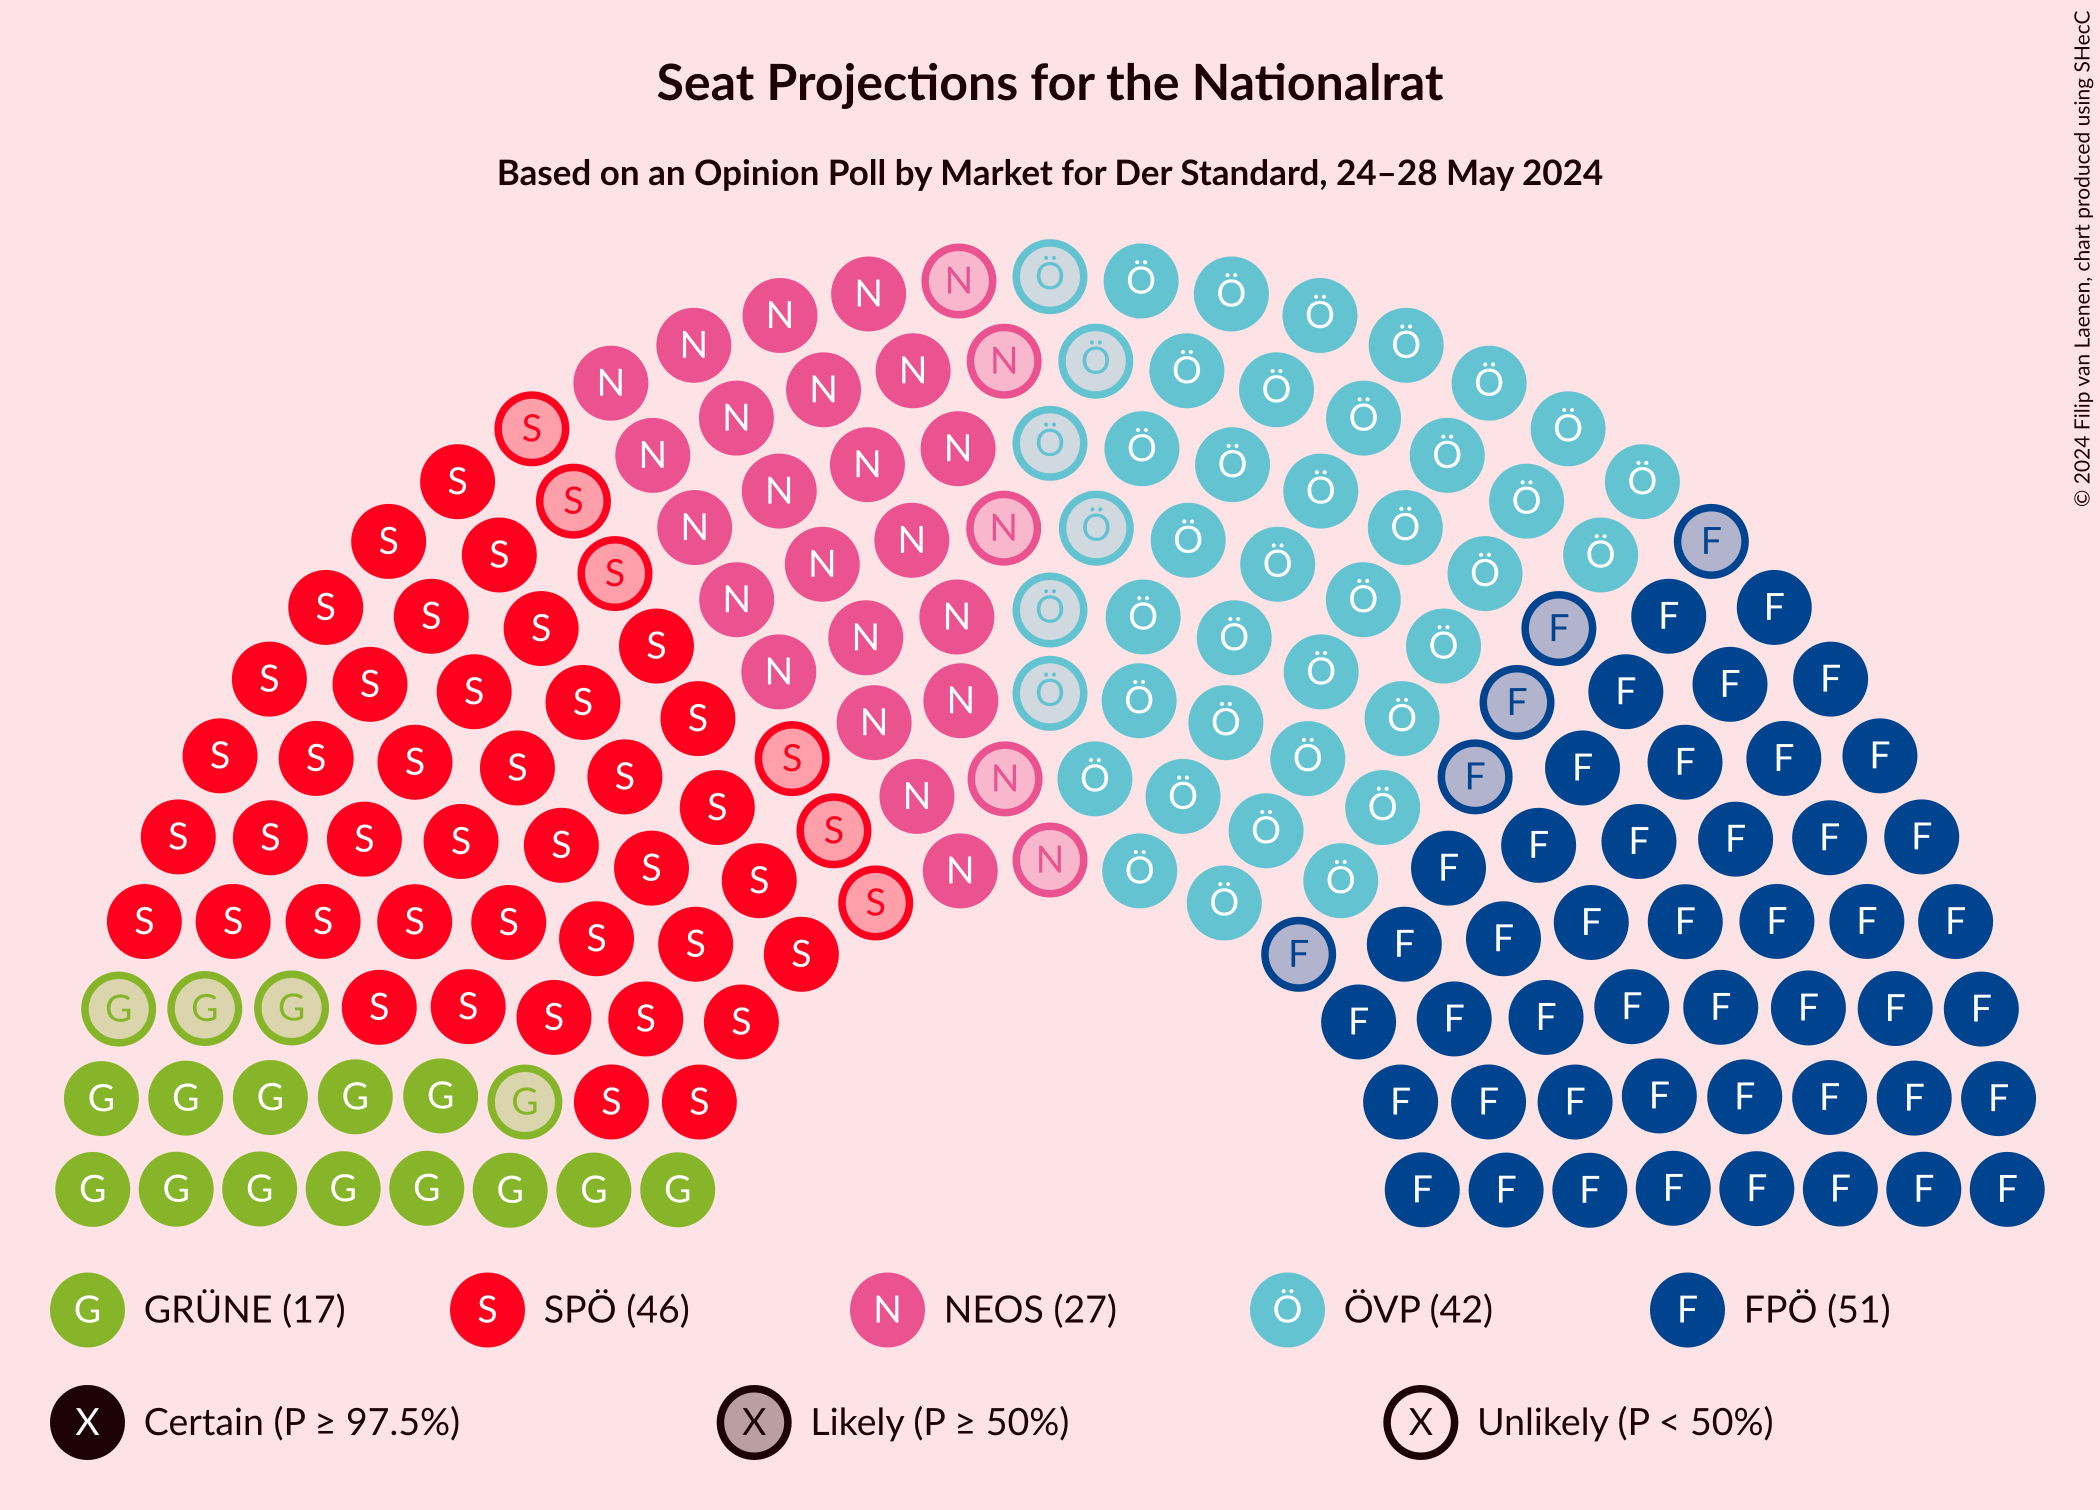 Seat Projections for the Nationalrat
Based on an Opinion Poll by Market for Der Standard, 24–28 May 2024
© 2024 Filip van Laenen, chart produced using SHecC
N Ö Ö
N Ö
N Ö
N Ö
N N Ö Ö
N Ö
N Ö
N Ö
N Ö
S Ö
N Ö Ö
N Ö
N Ö
S Ö
N Ö
S Ö
N Ö
S N Ö Ö
N Ö
S F
N Ö
S Ö
N Ö
S Ö
N Ö
S F
N Ö Ö
S F
N Ö
S F
S Ö
N Ö
S F
S F
N Ö
S F
S F
N Ö Ö
S F
S Ö
N Ö
S F
S Ö
S F
S F
S F
S F
N Ö Ö
N Ö
S Ö
S F
S F
S F
S F
S F
S F
N N Ö
S F
S Ö
S Ö
S F
S F
S F
S F
S F
S F
S F
S F
S F
S F
S F
G G G S S S S S F F F F F F F F
G G G G G G S S F F F F F F F F
G G G G G G G G F F F F F F F F
G GRÜNE (17) S SPÖ (46) N NEOS (27) Ö ÖVP (42) F FPÖ (51)
X Certain (P ≥ 97.5%) X Likely (P ≥ 50%) X Unlikely (P < 50%)